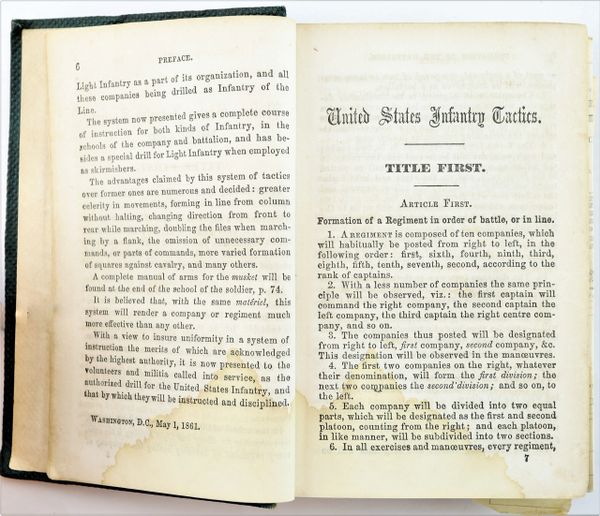 6 PREFACE.
Light Infantry as a part of its organization, and all
these companies being drilled as Infantry of the
Line.
The system now presented gives a complete course
of instruction for both kinds of Infantry, in the
schools of the company and battalion, and has be-
sides a special drill for Light Infantry when employed
as skirmishers.
The advantages claimed by this system of tactics
over former ones are numerous and decided: greater
celerity in movements, forming in line from column
without halting, changing direction from front to
rear while marching, doubling the files when march-
ing by a flank, the omission of unnecessary com-
mands, or parts of commands, more varied formation
of squares against cavalry, and many others.
A complete manual of arms for the musket will be
found at the end of the school of the soldier, p. 74.
It is believed that, with the same matériel, this
system will render a company or regiment much
more effective than any other.
With a view to insure uniformity in a system of
instruction the merits of which are acknowledged
by the highest authority, it is now presented to the
volunteers and militia called into service, as the
authorized drill for the United States Infantry, and
that by which they will be instructed and disciplined.
WASHINGTON, D.C., May 1, 1861.
United States Infantry Tactics.
TITLE FIRST.
ARTICLE FIRST.
Formation of a Regiment in order of battle, or in line.
1. A REGIMENT is composed of ten companies, which
will habitually be posted from right to left, in the
following order: first, sixth, fourth, ninth, third,
eighth, fifth, tenth, seventh, second, according to the
rank of captains.
2. With a less number of companies the same prin-
ciple will be observed, viz.: the first captain will
command the right company, the second captain the
left company, the third captain the right centre com-
pany, and so on.
3. The companies thus posted will be designated
from right to left, first company, second company, &c.
This designation will be observed in the manœuvres.
4. The first two companies on the right, whatever
their denomination, will form the first division; the
next two companies the second division; and so on, to
the left.
5. Each company will be divided into two equal
parts, which will be designated as the first and second
platoon, counting from the right; and each platoon,
in like manner, will be subdivided into two sections.
6. In all exercises and manœuvres, every regiment,
7